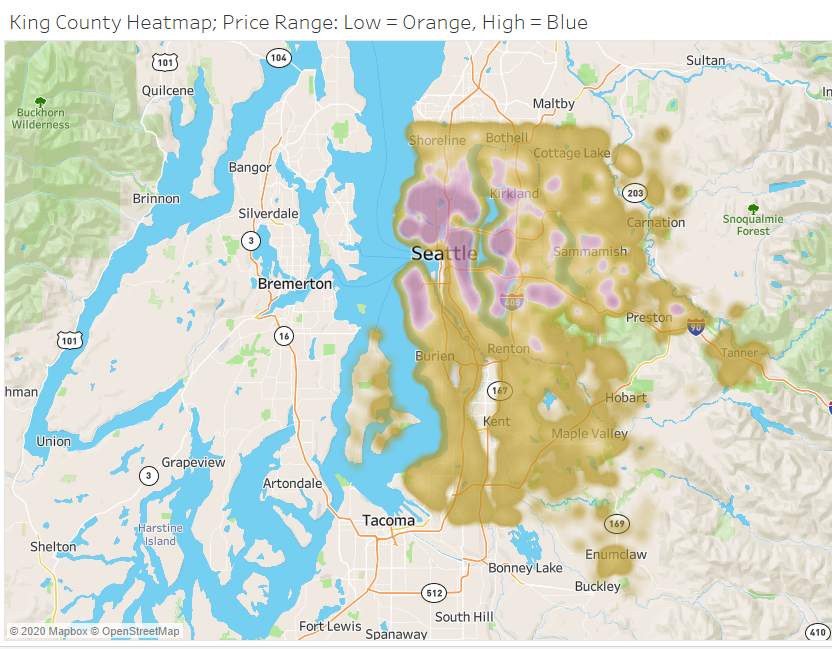 King County Heatmap; Price Range: Low = Orange, High = Blue
101
104
Sultan
Quilcene
Maltby
In
Buckhorn
Wilderness
Shoreline
Bothell
Cottage Lake
Bangor
Brinnon
Kirkland
203
Silverdale
Carnation
Snoqualmie
Forest
3
Seattle
Sammamish
Bremerton
405
Preston
90
16
101
Burien
Renton
Tanner
hman
167
Hobart
Kent
Maple Valley
Union
Grapeview
3
Artondale
Tacoma
169
Harstine
Island
Shelton
Enumclaw
Bonney Lake
Buckley
512
South Hill
Fort Lewis
Spanaway
410
© 2020 Mapbox © OpenStreetMap